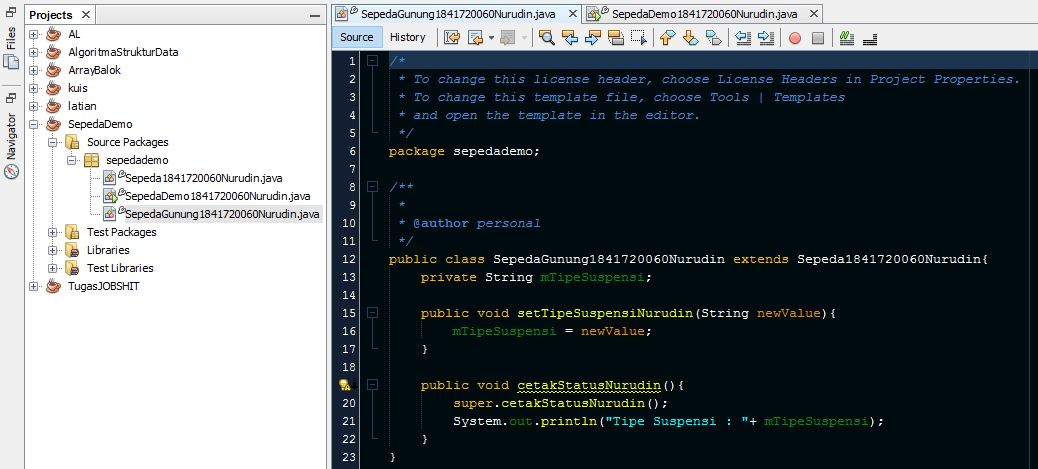 Files
Navigator
Projects
AL
AlgoritmaStrukturData
ArrayBalok
kuis
latian
SepedaDemo
Source Packages
sepedademo
Sepeda1841720060Nurudin.java
SepedaDemo1841720060Nurudin.java
SepedaGunung1841720060Nurudin.java
Test Packages
Libraries
Test Libraries
TugasJOBSHIT
SepedaGunung1841720060Nurudin.java SepedaDemo1841720060Nurudin.java
Source History
1 /*
2 * To change this license header, choose License Headers in Project Properties.
3 * To change this template file, choose Tools | Templates
4 * and open the template in the editor.
5 */
6 package sepedademo;
7
8 /**
9 *
10 * @author personal
11 */
12 public class SepedaGunung1841720060Nurudin extends Sepeda1841720060Nurudin{
13 private String mTipeSuspensi;
14
15 public void setTipeSuspensiNurudin(String newValue){
16 mTipeSuspensi = newValue;
17 }
18
public void cetakStatusNurudin(){
20 super.cetakStatusNurudin();
21 System.out.println("Tipe Suspensi : "+ mTipeSuspensi);
22 }
23 }